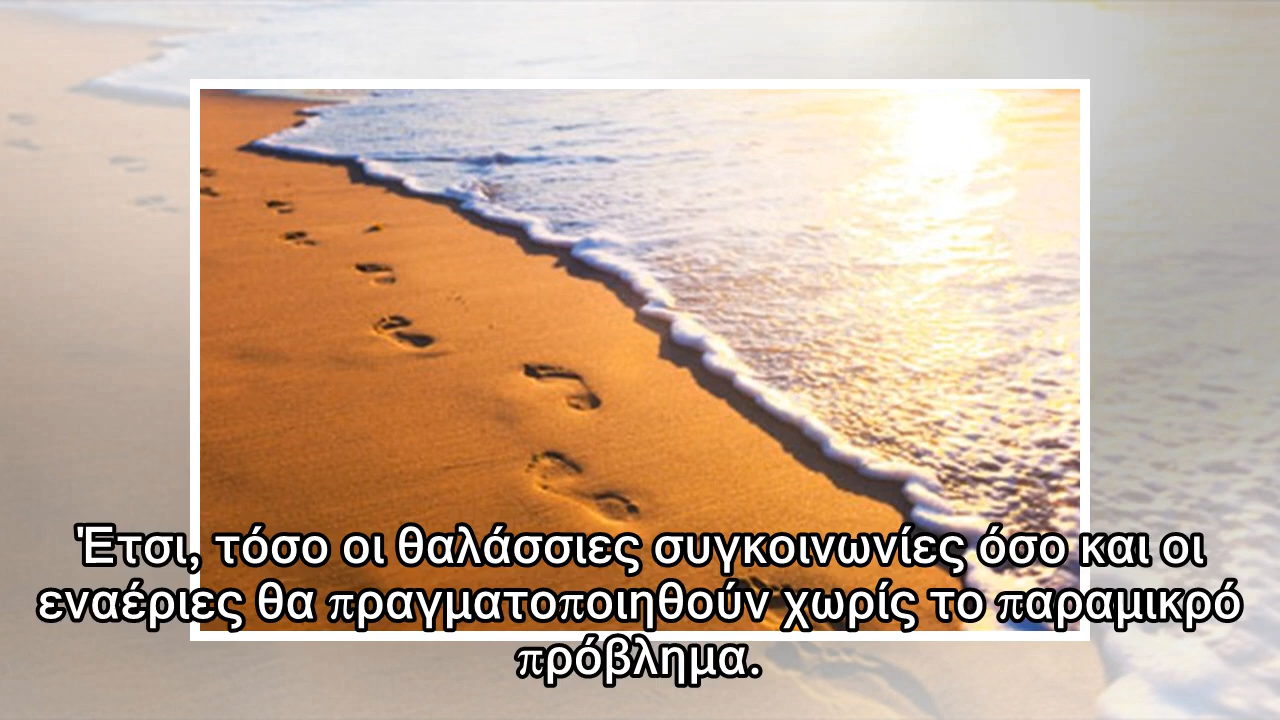 Έτσι, τόσο οι θαλάσσιες συγκοινωνίες όσο και οι
εναέριες θα πραγματοποιηθούν χωρίς το παραμικρό
πρόβλημα.